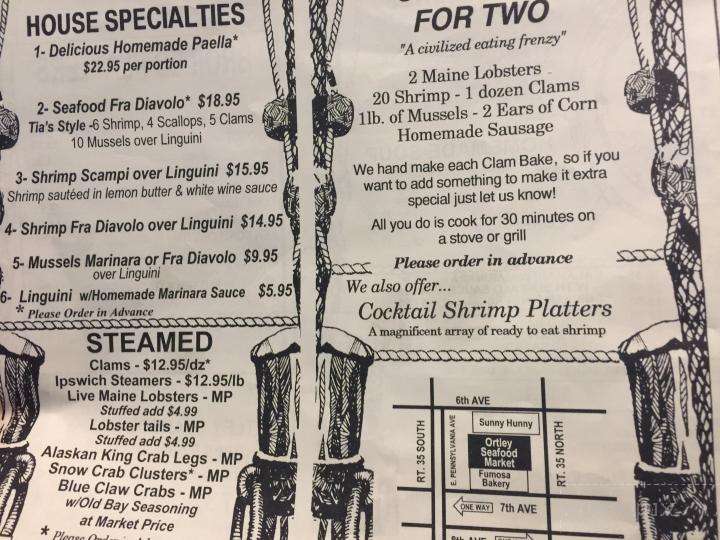 HOUSE SPECIALTIES
1- Delicious Homemade Paella*
$22.95 per portion
2- Seafood Fra Diavolo* $18.95
Tia's Style -6 Shrimp, 4 Scallops, 5 Clams
10 Mussels over Linguini
3- Shrimp Scampi over Linguini $15.95
Shrimp sautéed in lemon butter & white wine sauce
4- Shrimp Fra Diavolo over Linguini $14.95
5- Mussels Marinara or Fra Diavolo $9.95
over Linguini
6- Linguini w/Homemade Marinara Sauce $5.95
* Please Order in Advance
STEAMED
Clams - $12.95/dz*
Ipswich Steamers - $12.95/lb
Live Maine Lobsters - MP
Stuffed add $4.99
Lobster tails - MP
Stuffed add $4.99
Alaskan King Crab Legs - MP
Snow Crab Clusters* - MP
Blue Claw Crabs - MP
w/Old Bay Seasoning
at Market Price
* Please Order in Advance
FOR TWO
"A civilized eating frenzy"
2 Maine Lobsters
20 Shrimp - 1 dozen Clams
1lb. of Mussels - 2 Ears of Corn
Homemade Sausage
We hand make each Clam Bake, so if you
want to add something to make it extra
special just let us know!
All you do is cook for 30 minutes on
a stove or grill
Please order in advance
We also offer...
Cocktail Shrimp Platters
A magnificent array of ready to eat shrimp
6th AVE
RT. 35 SOUTH
E. PENNSYLVANIA AVE
Sunny Hunny
Ortley
Seafood
Market
Fumosa
Bakery
RT. 35 NORTH
ONE WAY
7th AVE
8th AVE